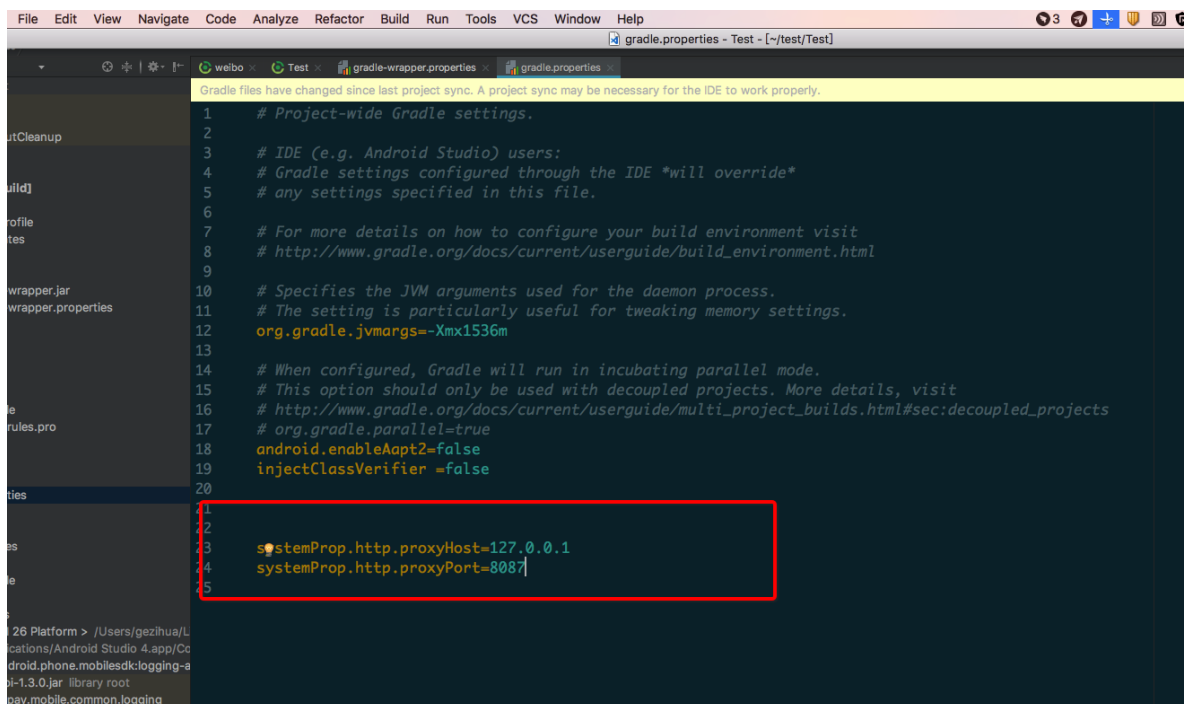 File Edit View Navigate Code Analyze Refactor Build Run Tools VCS Window Help 3
gradle.properties - Test - [~/test/Test]
weibo Test gradle-wrapper.properties gradle.properties
Gradle files have changed since last project sync. A project sync may be necessary for the IDE to work properly.
1 # Project-wide Gradle settings.
2
3 # IDE (e.g. Android Studio) users:
4 # Gradle settings configured through the IDE *will override*
5 # any settings specified in this file.
6
7 # For more details on how to configure your build environment visit
8 # http://www.gradle.org/docs/current/userguide/build_environment.html
9
10 # Specifies the JVM arguments used for the daemon process.
11 # The setting is particularly useful for tweaking memory settings.
12 org.gradle.jvmargs=-Xmx1536m
13
14 # When configured, Gradle will run in incubating parallel mode.
15 # This option should only be used with decoupled projects. More details, visit
16 # http://www.gradle.org/docs/current/userguide/multi_project_builds.html#sec:decoupled_projects
17 # org.gradle.parallel=true
18 android.enableAapt2=false
19 injectClassVerifier =false
20
21
22
23 systemProp.http.proxyHost=127.0.0.1
24 systemProp.http.proxyPort=8087
25
utCleanup
uild]
rofile
tes
wrapper.jar
wrapper.properties
le
rules.pro
ties
es
le
s
26 Platform > /Users/gezihua/L
ications/Android Studio 4.app/Co
droid.phone.mobilesdk:logging-a
pi-1.3.0.jar library root
pay.mobile.common.logging